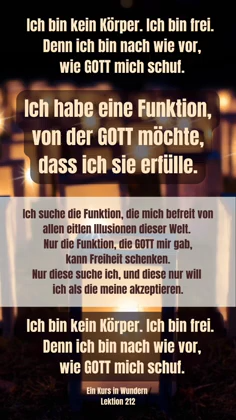 Ich bin kein Körper. Ich bin frei.
Denn ich bin nach wie vor,
wie GOTT mich schuf.
Ich habe eine Funktion,
von der GOTT möchte,
dass ich sie erfülle.
Ich suche die Funktion, die mich befreit von
allen eitlen Illusionen dieser Welt.
Nur die Funktion, die GOTT mir gab,
kann Freiheit schenken.
Nur diese suche ich, und diese nur will
ich als die meine akzeptieren.
Ich bin kein Körper. Ich bin frei.
Denn ich bin nach wie vor,
wie GOTT mich schuf.
Ein Kurs in Wundern
Lektion 212